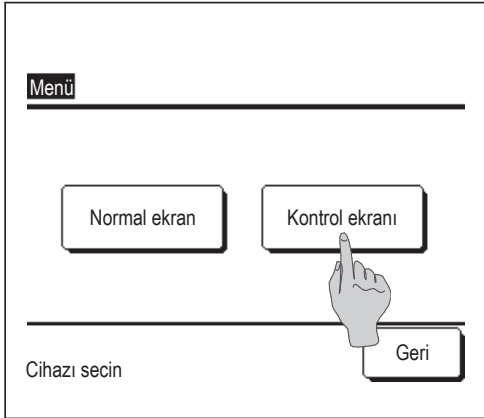 Menü
Normal ekran
Kontrol ekranı
Geri
Cihazı secin